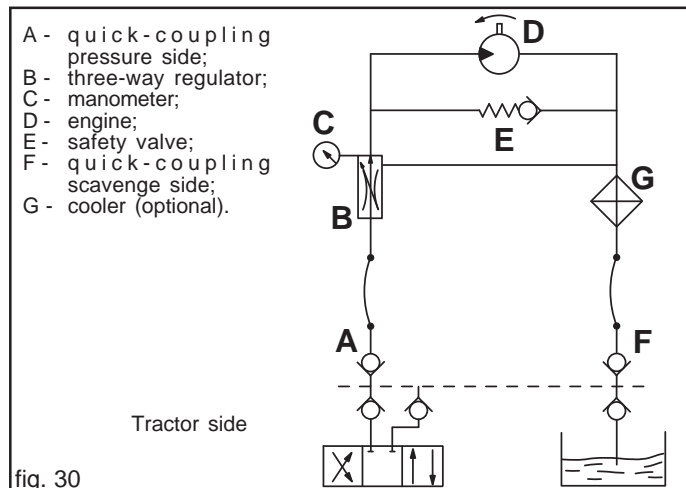 A - quick-coupling
pressure side;
B - three-way regulator;
C - manometer;
D - engine;
E - safety valve;
F - quick-coupling
scavenge side;
G - cooler (optional).
D
E
C
B
G
A
F
Tractor side
fig. 30